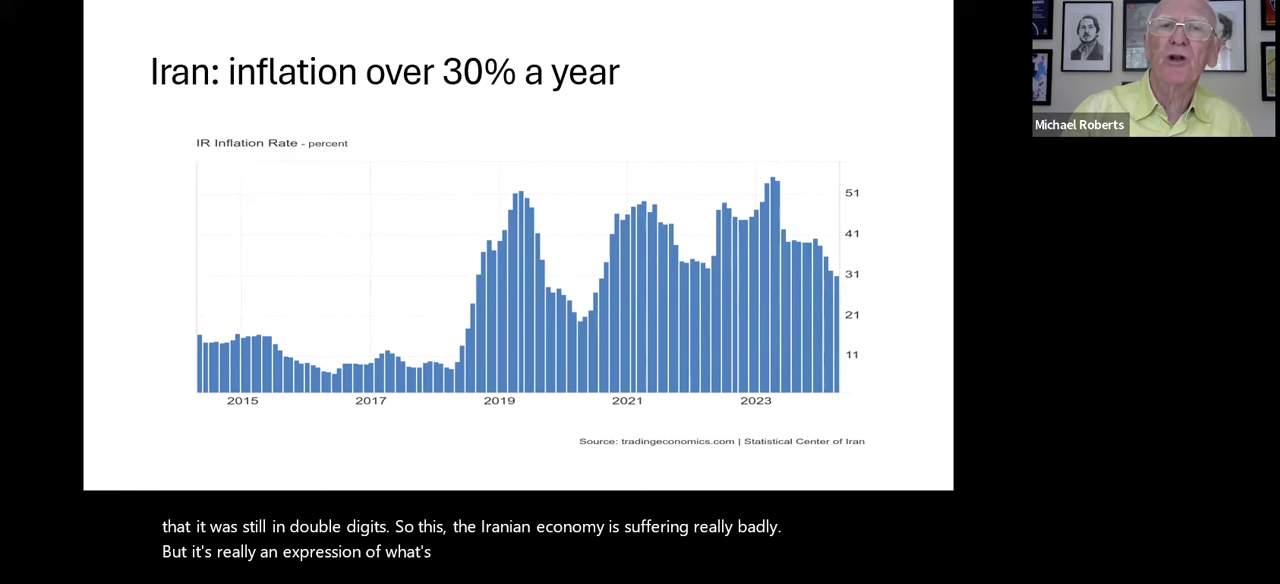 Iran: inflation over 30% a year
Michael Roberts
IR Inflation Rate - percent
51
41
31
21
11
2015 2017 2019 2021 2023
Source: tradingeconomics.com | Statistical Center of Iran
that it was still in double digits. So this, the Iranian economy is suffering really badly.
But it's really an expression of what's